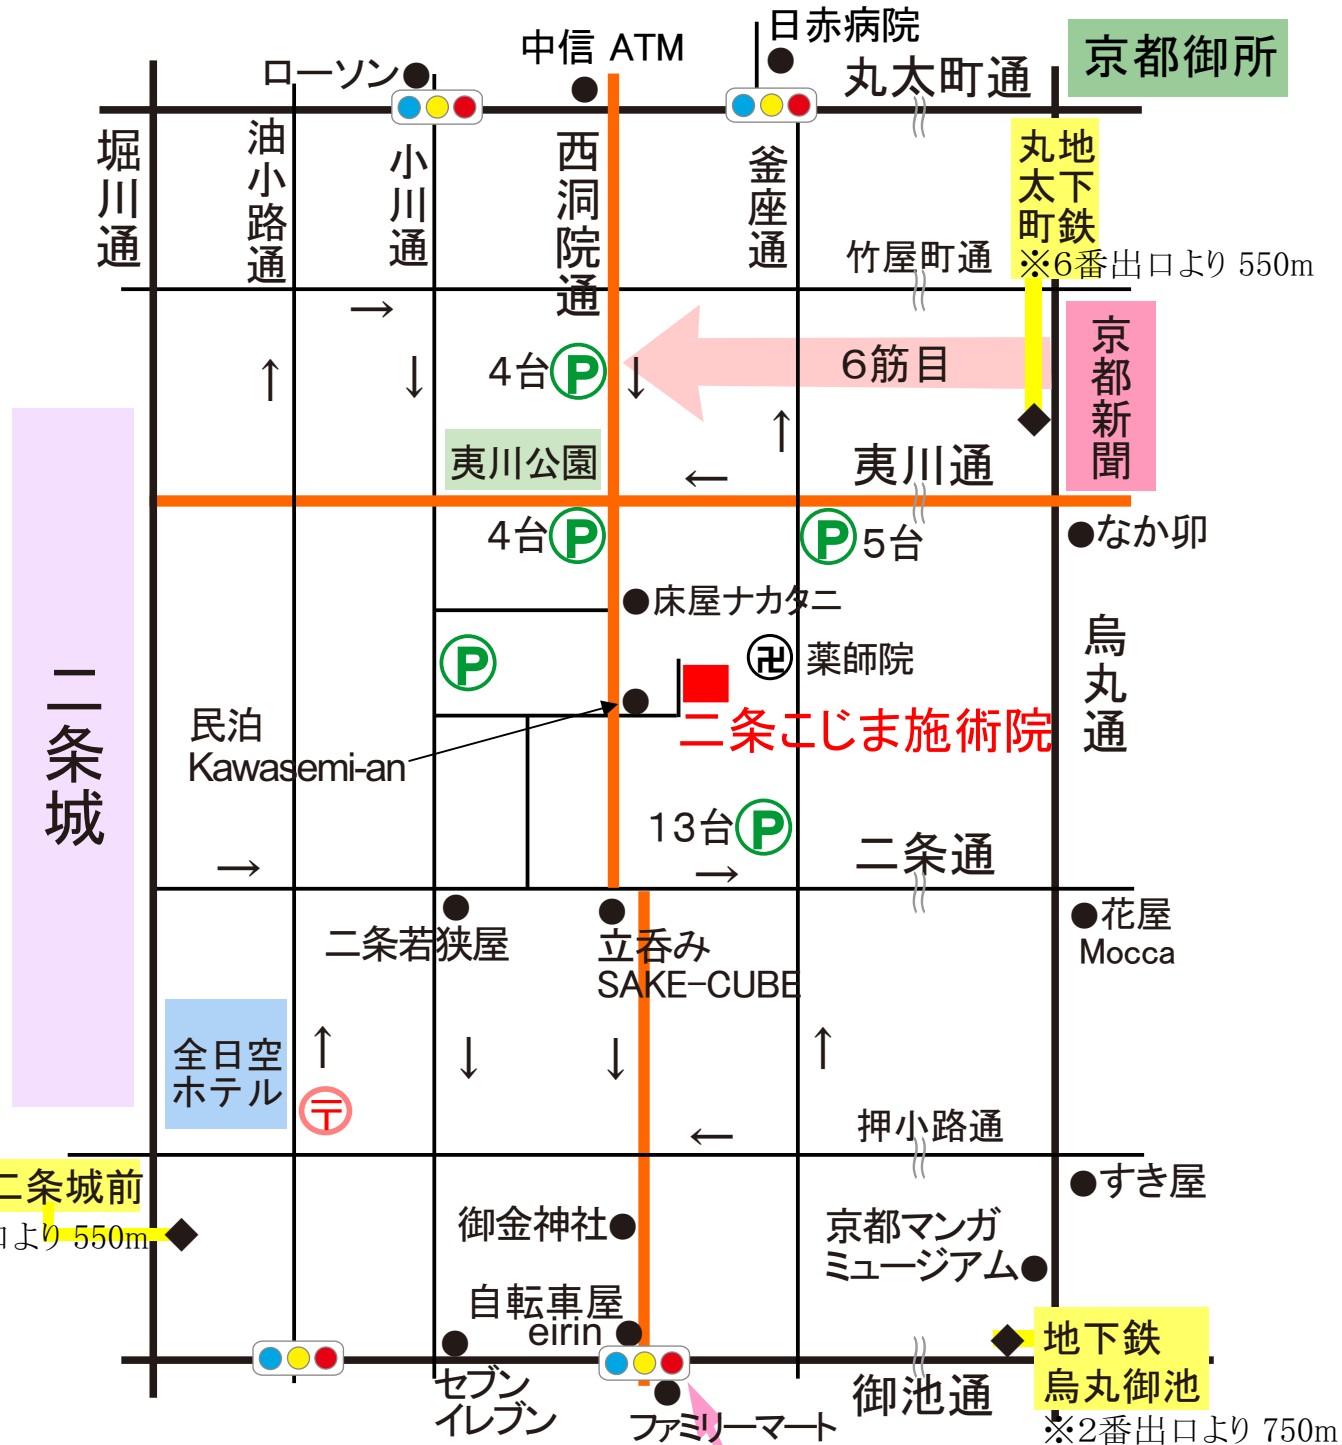 日赤病院
中信 ATM
ローソン
丸太町通
京都御所
堀川通
油小路通
小川通
西洞院通
釜座通
地下鉄
丸太町
※6番出口より 550m
竹屋町通
6筋目
京都新聞
4台
P
夷川公園
夷川通
4台
P
P
5台
なか卯
床屋ナカタニ
P
卍
薬師院
烏丸通
二条城
民泊
Kawasemi-an
二条こじま施術院
13台
P
二条通
二条若狭屋
立呑み
SAKE-CUBE
花屋
Mocca
全日空
ホテル
〒
押小路通
二条城前
口より 550m
すき屋
御金神社
京都マンガ
ミュージアム
自転車屋
eirin
セブン
イレブン
ファミリーマート
御池通
地下鉄
烏丸御池
※2番出口より 750m